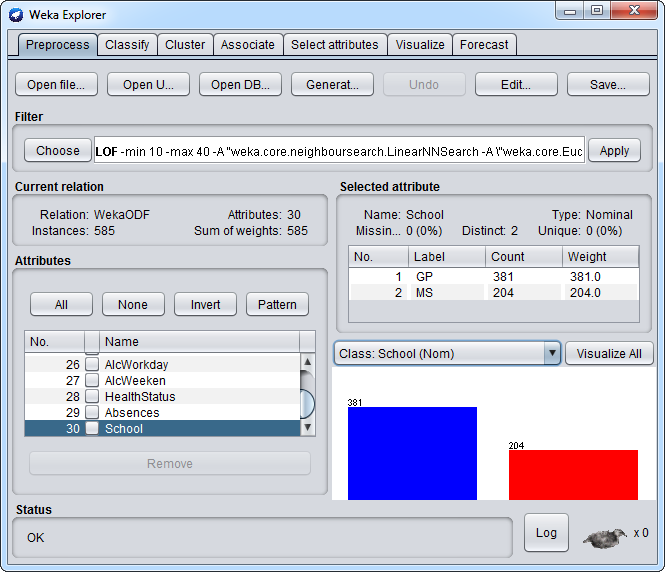 Weka Explorer
Preprocess Classify Cluster Associate Select attributes Visualize Forecast
Open file... Open U... Open DB... Generat... Undo Edit... Save...
Filter
Choose LOF -min 10 -max 40 -A "weka.core.neighboursearch.LinearNNSearch -A \"weka.core.Euc Apply
Current relation
Relation: WekaODF Attributes: 30
Instances: 585 Sum of weights: 585
Selected attribute
Name: School Type: Nominal
Missin... 0 (0%) Distinct: 2 Unique: 0 (0%)
No. Label Count Weight
1 GP 381 381.0
2 MS 204 204.0
Attributes
All None Invert Pattern
No. Name
26 AlcWorkday
27 AlcWeeken
28 HealthStatus
29 Absences
30 School
Remove
Class: School (Nom) Visualize All
381
204
Status
OK
Log x 0